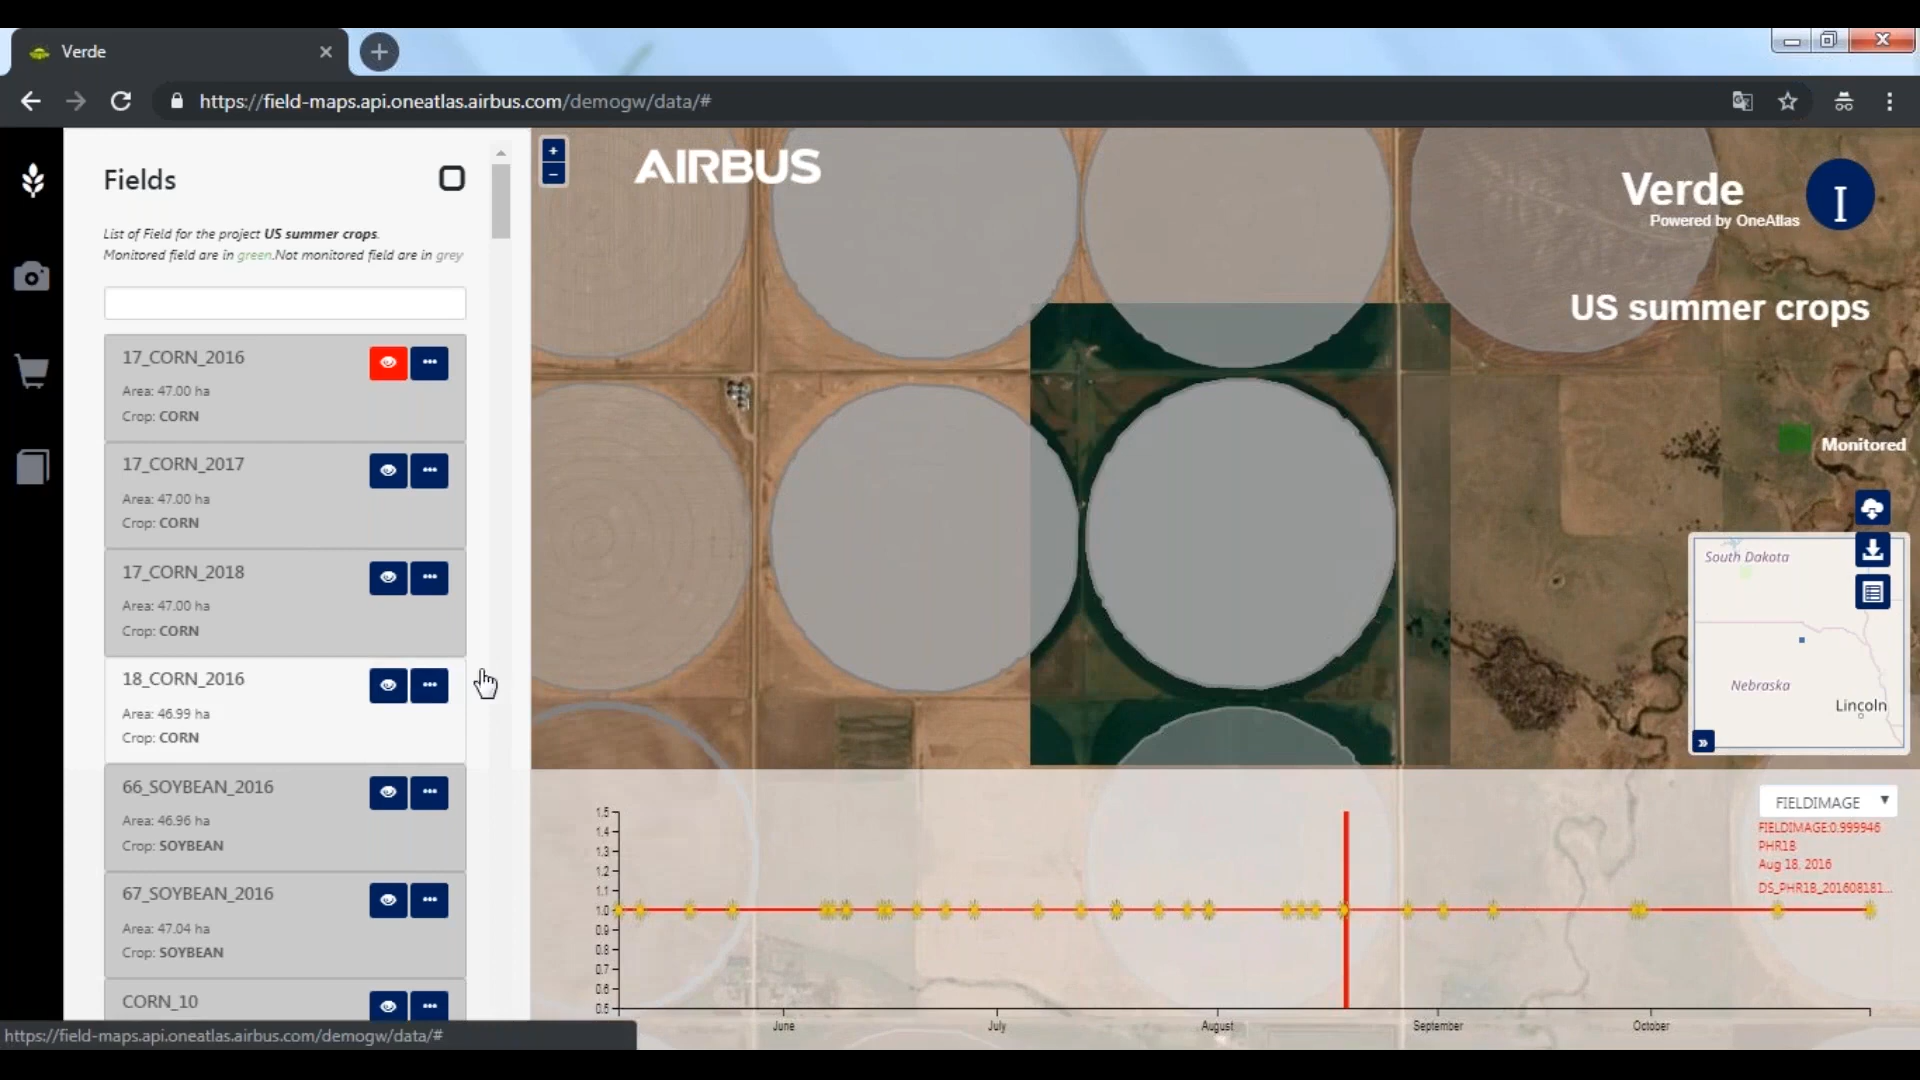 Verde
https://field-maps.api.oneatlas.airbus.com/demogw/data/#
Fields
List of Field for the project US summer crops.
Monitored field are in green.Not monitored field are in grey
17_CORN_2016
Area: 47.00 ha
Crop: CORN
17_CORN_2017
Area: 47.00 ha
Crop: CORN
17_CORN_2018
Area: 47.00 ha
Crop: CORN
18_CORN_2016
Area: 46.99 ha
Crop: CORN
66_SOYBEAN_2016
Area: 46.96 ha
Crop: SOYBEAN
67_SOYBEAN_2016
Area: 47.04 ha
Crop: SOYBEAN
CORN_10
https://field-maps.api.oneatlas.airbus.com/demogw/data/#
+
−
AIRBUS
Verde
Powered by OneAtlas
US summer crops
Monitored
South Dakota
Nebraska
Lincoln
»
FIELDIMAGE
FIELDIMAGE:0.999946
PHR1B
Aug 18, 2016
DS_PHR1B_201608181...
1.5
1.4
1.3
1.2
1.1
1.0
0.9
0.8
0.7
0.6
0.5
June
July
August
September
October